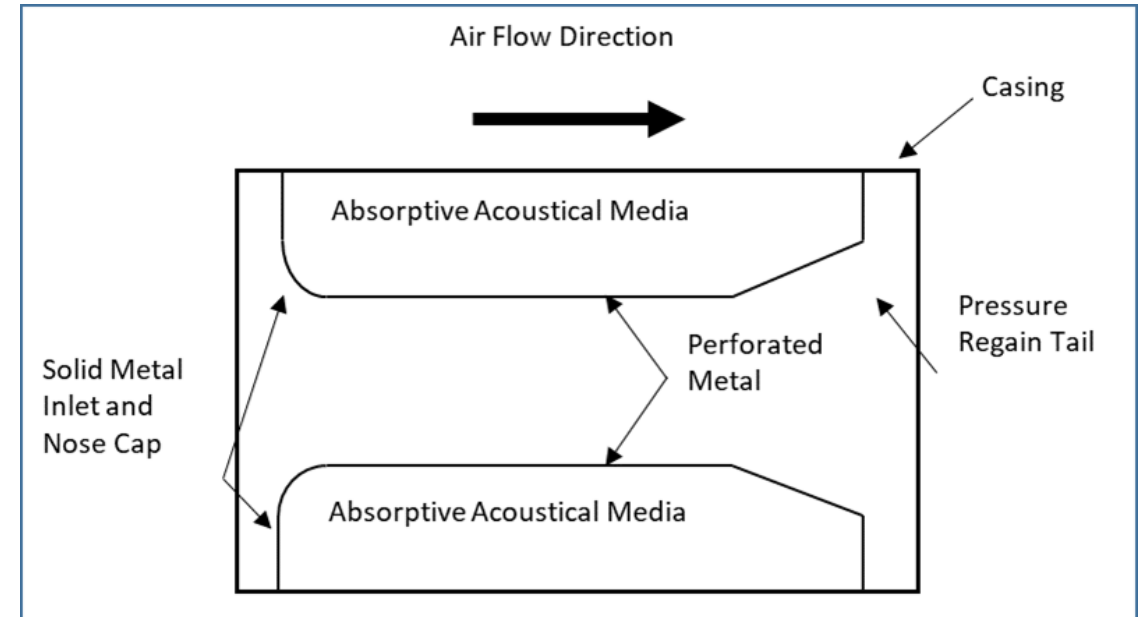 Air Flow Direction
Casing
Absorptive Acoustical Media
Pressure
Regain Tail
Perforated
Metal
Solid Metal
Inlet and
Nose Cap
Absorptive Acoustical Media